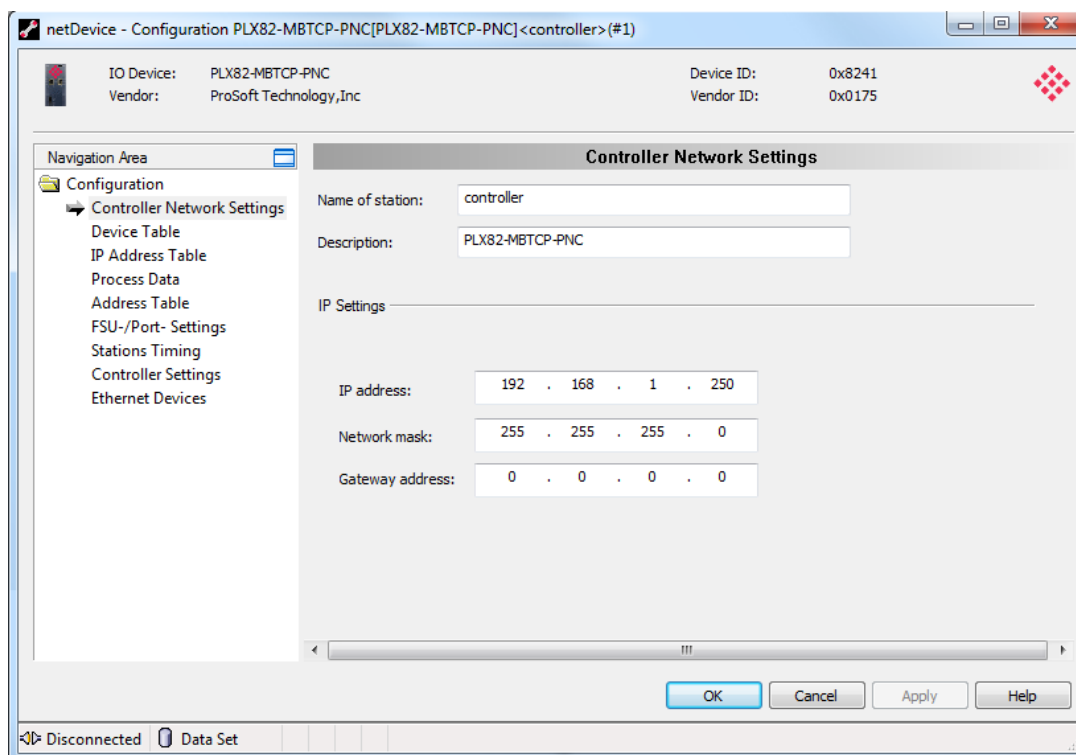 netDevice - Configuration PLX82-MBTCP-PNC[PLX82-MBTCP-PNC]<controller>(#1)
IO Device: PLX82-MBTCP-PNC Device ID: 0x8241
Vendor: ProSoft Technology,Inc Vendor ID: 0x0175
Navigation Area
Configuration
Controller Network Settings
Device Table
IP Address Table
Process Data
Address Table
FSU-/Port- Settings
Stations Timing
Controller Settings
Ethernet Devices
Controller Network Settings
Name of station: controller
Description: PLX82-MBTCP-PNC
IP Settings
IP address: 192 . 168 . 1 . 250
Network mask: 255 . 255 . 255 . 0
Gateway address: 0 . 0 . 0 . 0
OK Cancel Apply Help
Disconnected Data Set